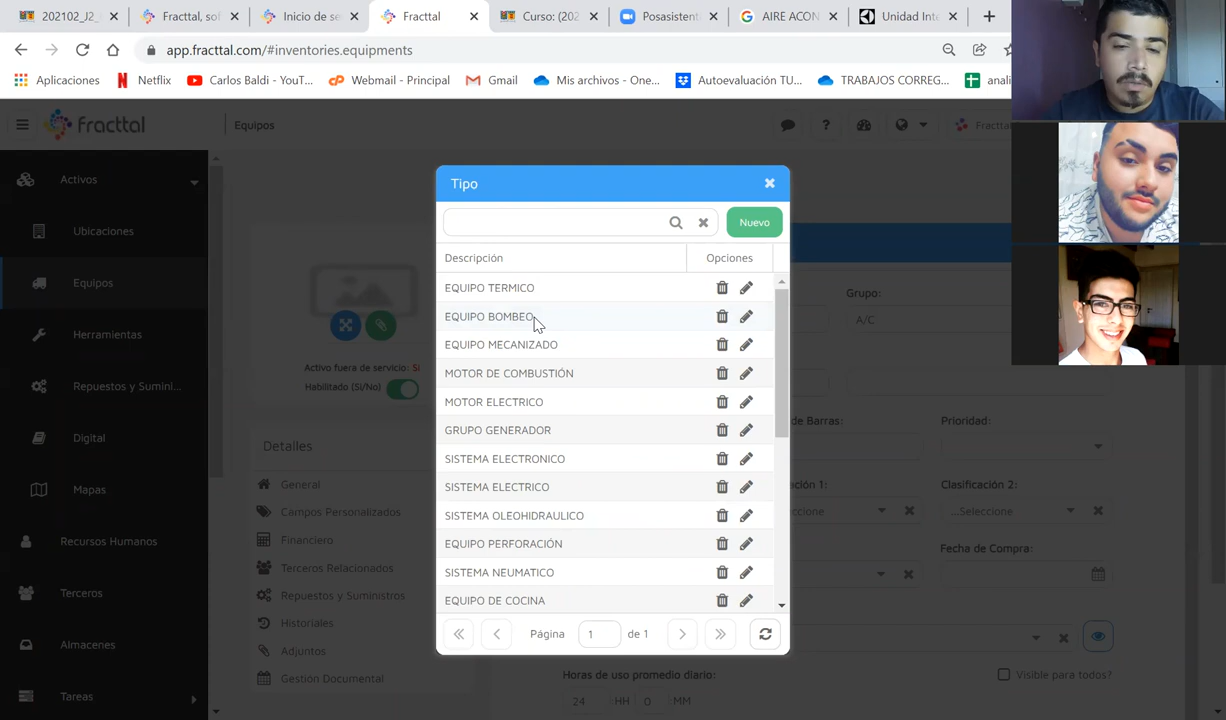 202102_J2_
Fracttal, sol
Inicio de se
Fracttal
Curso: (202
Posasistent
AIRE ACON
Unidad Inte
app.fracttal.com/#inventories.equipments
Aplicaciones
Netflix
Carlos Baldi - YouT...
Webmail - Principal
Gmail
Mis archivos - One...
Autoevaluación TU...
TRABAJOS CORREG...
anali
fracttal
Equipos
Fractta
Activos
Ubicaciones
Equipos
Herramientas
Repuestos y Sumini...
Digital
Mapas
Recursos Humanos
Terceros
Almacenes
Tareas
Activo fuera de servicio: Si
Habilitado (Si/No)
Detalles
General
Campos Personalizados
Financiero
Terceros Relacionados
Repuestos y Suministros
Historiales
Adjuntos
Gestión Documental
Tipo
Nuevo
Descripción
Opciones
EQUIPO TERMICO
EQUIPO BOMBEO
EQUIPO MECANIZADO
MOTOR DE COMBUSTIÓN
MOTOR ELECTRICO
GRUPO GENERADOR
SISTEMA ELECTRONICO
SISTEMA ELECTRICO
SISTEMA OLEOHIDRAULICO
EQUIPO PERFORACIÓN
SISTEMA NEUMATICO
EQUIPO DE COCINA
Página
1
de 1
Grupo:
A/C
de Barras:
Prioridad:
ación 1:
Clasificación 2:
cione
...Seleccione
Fecha de Compra:
Horas de uso promedio diario:
24 HH 0 MM
Visible para todos?